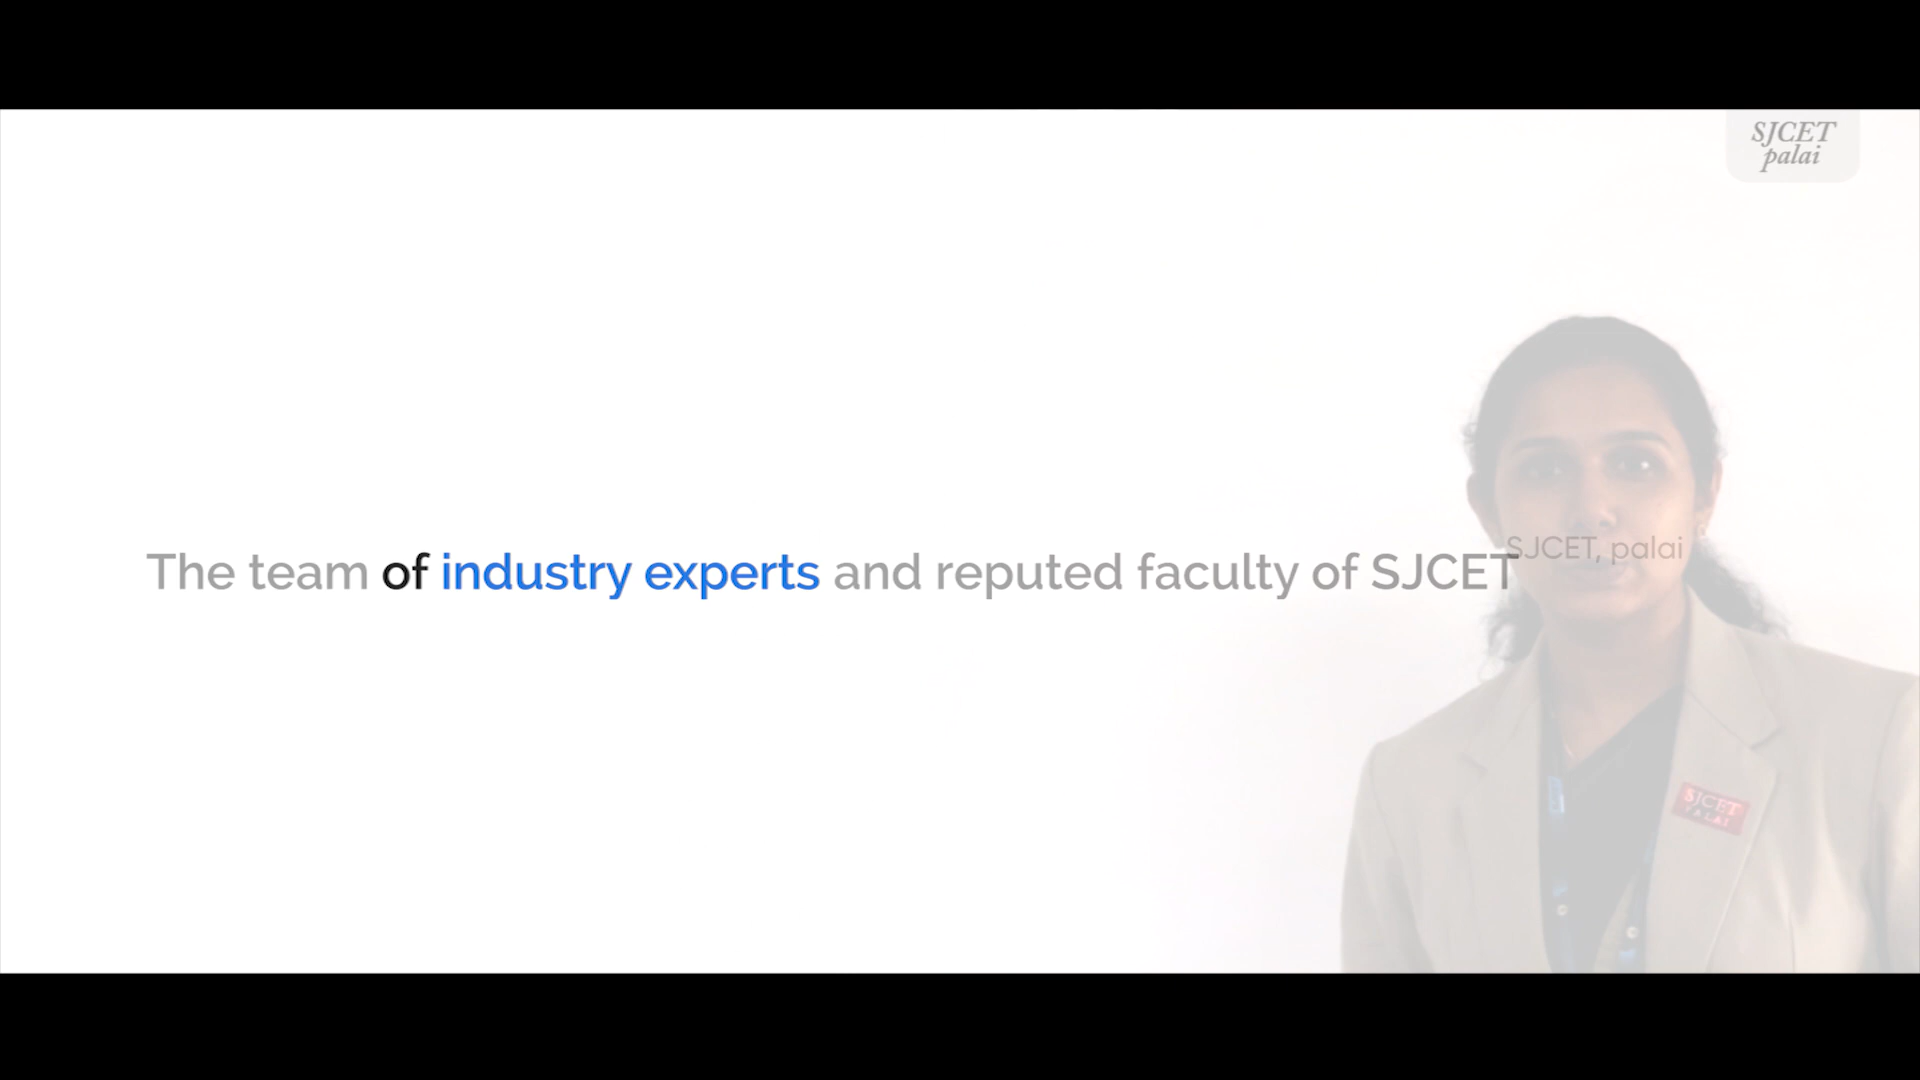 SJCET
palai
SJCET, palai
The team of industry experts and reputed faculty of SJCET
SJCET
PALAI